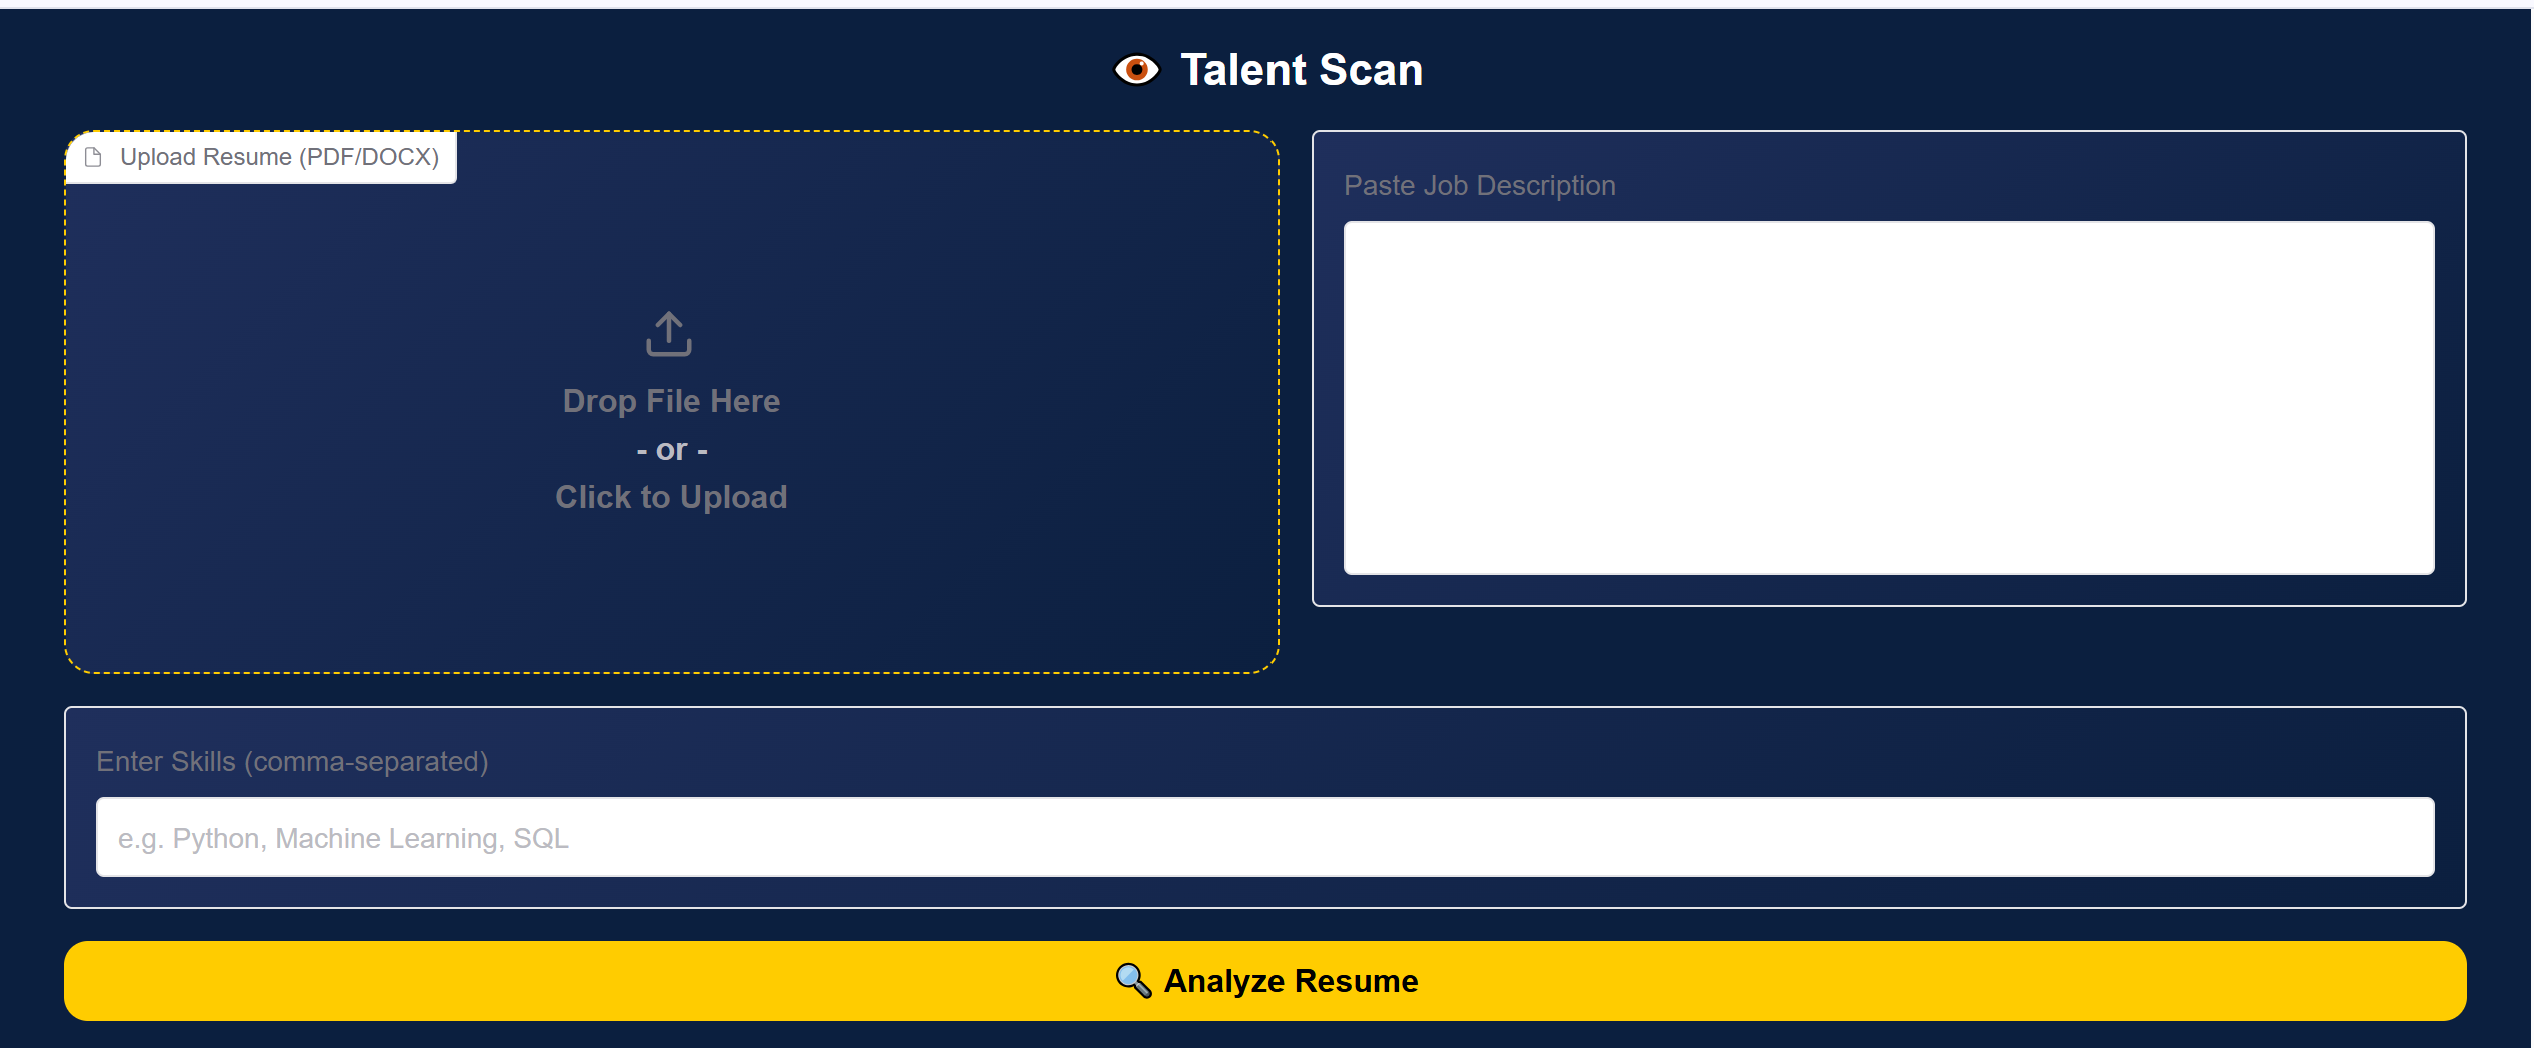 Talent Scan
Upload Resume (PDF/DOCX)
Drop File Here
- or -
Click to Upload
Paste Job Description
Enter Skills (comma-separated)
e.g. Python, Machine Learning, SQL
Analyze Resume